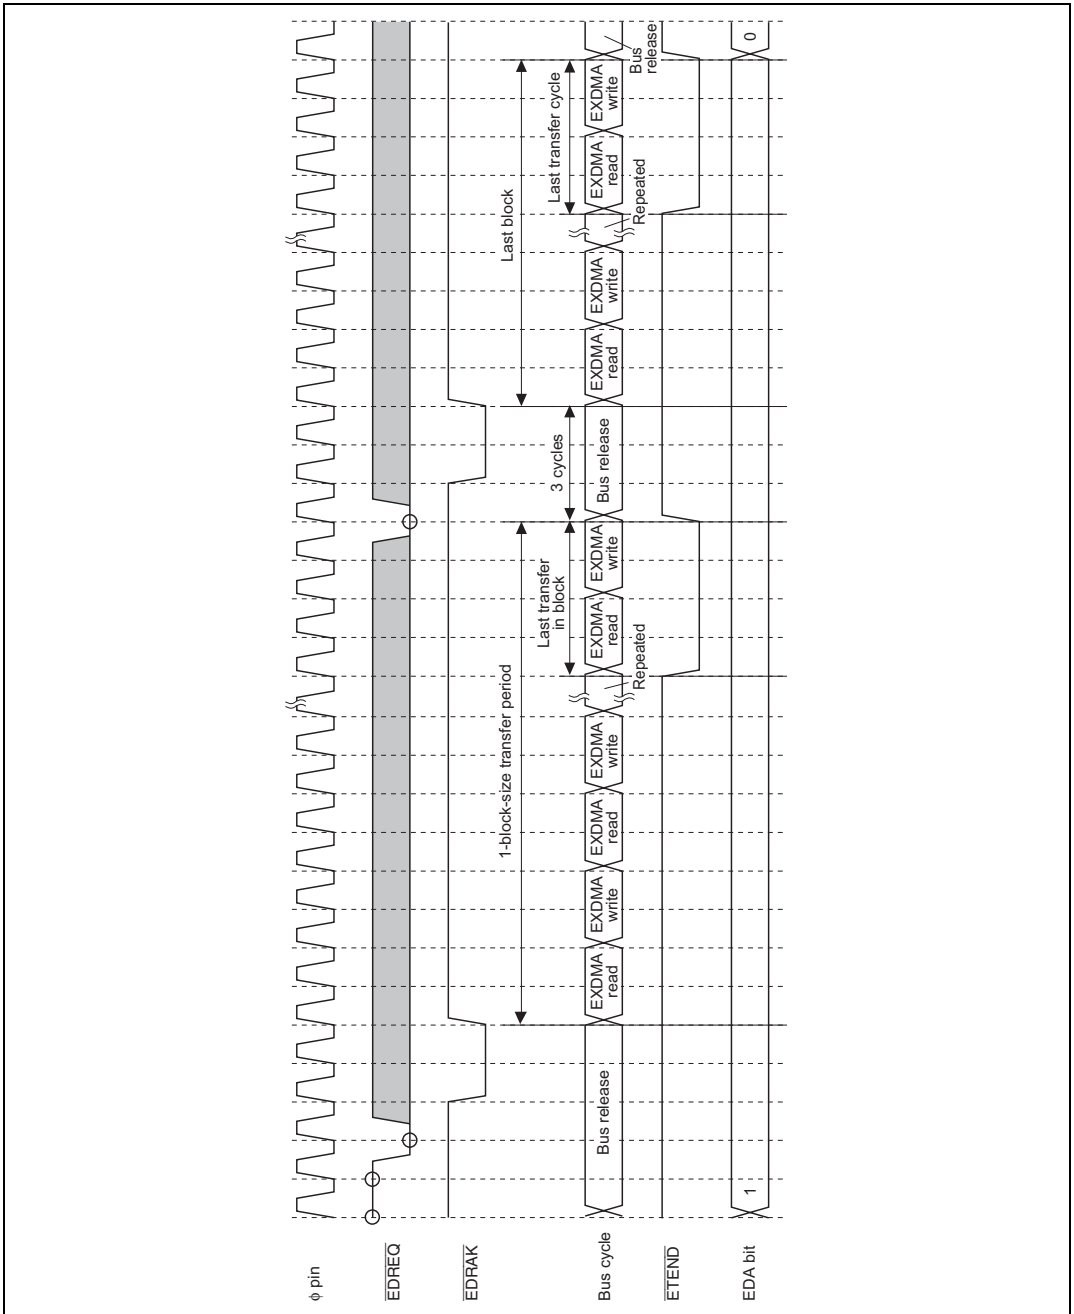 φ pin
EDREQ
EDRAK
Bus cycle
ETEND
EDA bit
1-block-size transfer period
Last transfer
in block
3 cycles
Last block
Last transfer cycle
Bus release
EXDMA
read
EXDMA
write
EXDMA
read
EXDMA
write
Repeated
EXDMA
read
EXDMA
write
Bus release
EXDMA
read
EXDMA
write
Repeated
EXDMA
read
EXDMA
write
Bus
release
1
0